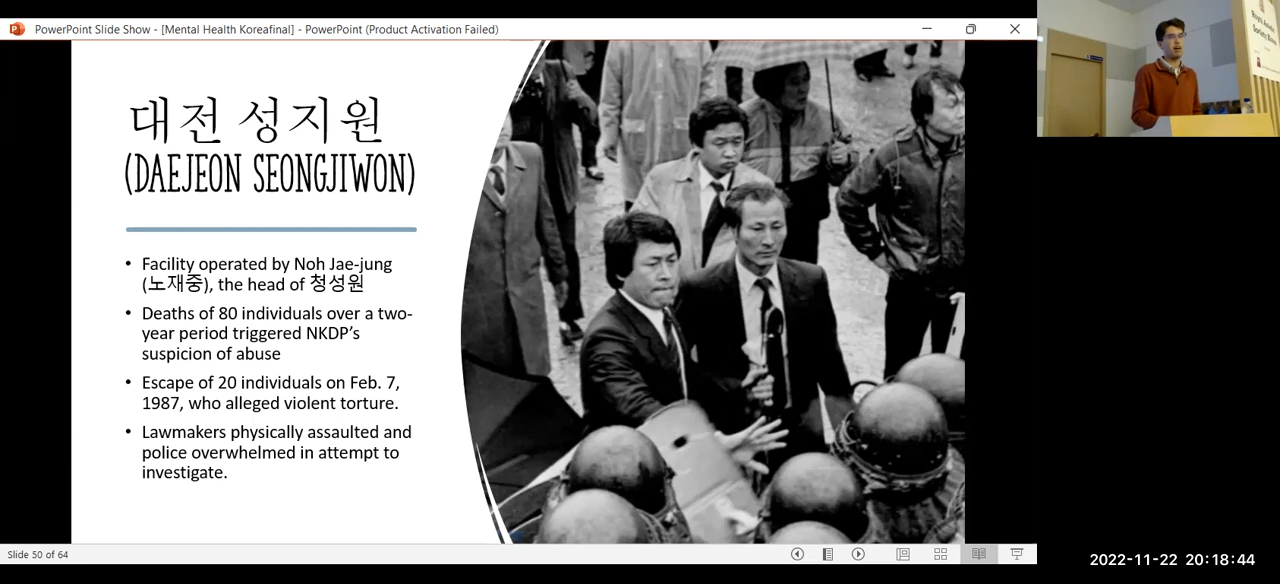 PowerPoint Slide Show - [Mental Health Koreafinal] - PowerPoint (Product Activation Failed)
대전 성지원
(DAEJEON SEONGJIWON)
• Facility operated by Noh Jae-jung
(노재중), the head of 청성원
• Deaths of 80 individuals over a two-
year period triggered NKDP’s
suspicion of abuse
• Escape of 20 individuals on Feb. 7,
1987, who alleged violent torture.
• Lawmakers physically assaulted and
police overwhelmed in attempt to
investigate.
Slide 50 of 64
2022-11-22 20:18:44